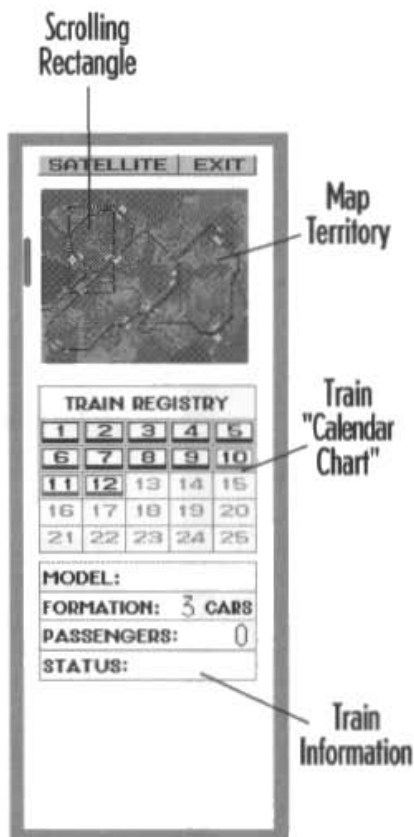 Scrolling
Rectangle
SATELLITE EXIT
Map
Territory
TRAIN REGISTRY
1 2 3 4 5
6 7 8 9 10
11 12 13 14 15
16 17 18 19 20
21 22 23 24 25
Train
"Calendar
Chart"
MODEL:
FORMATION: 3 CARS
PASSENGERS: 0
STATUS:
Train
Information